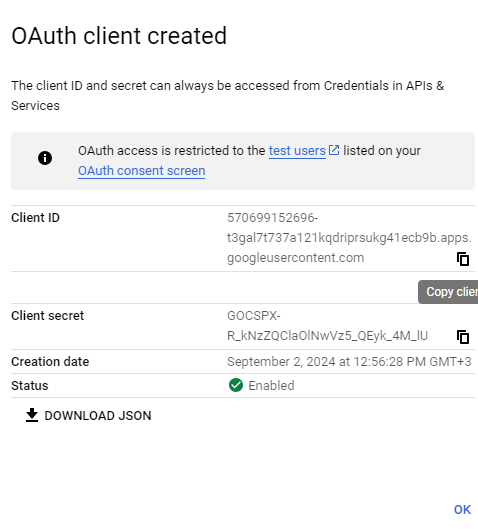 OAuth client created
The client ID and secret can always be accessed from Credentials in APIs &
Services
OAuth access is restricted to the test users listed on your
OAuth consent screen
Client ID
570699152696-
t3gal7t737a121kqdriprsukg41ecb9b.apps.
googleusercontent.com
Copy clien
Client secret
GOCSPX-
R_kNzZQClaOlNwVz5_QEyk_4M_lU
Creation date
September 2, 2024 at 12:56:28 PM GMT+3
Status
Enabled
DOWNLOAD JSON
OK